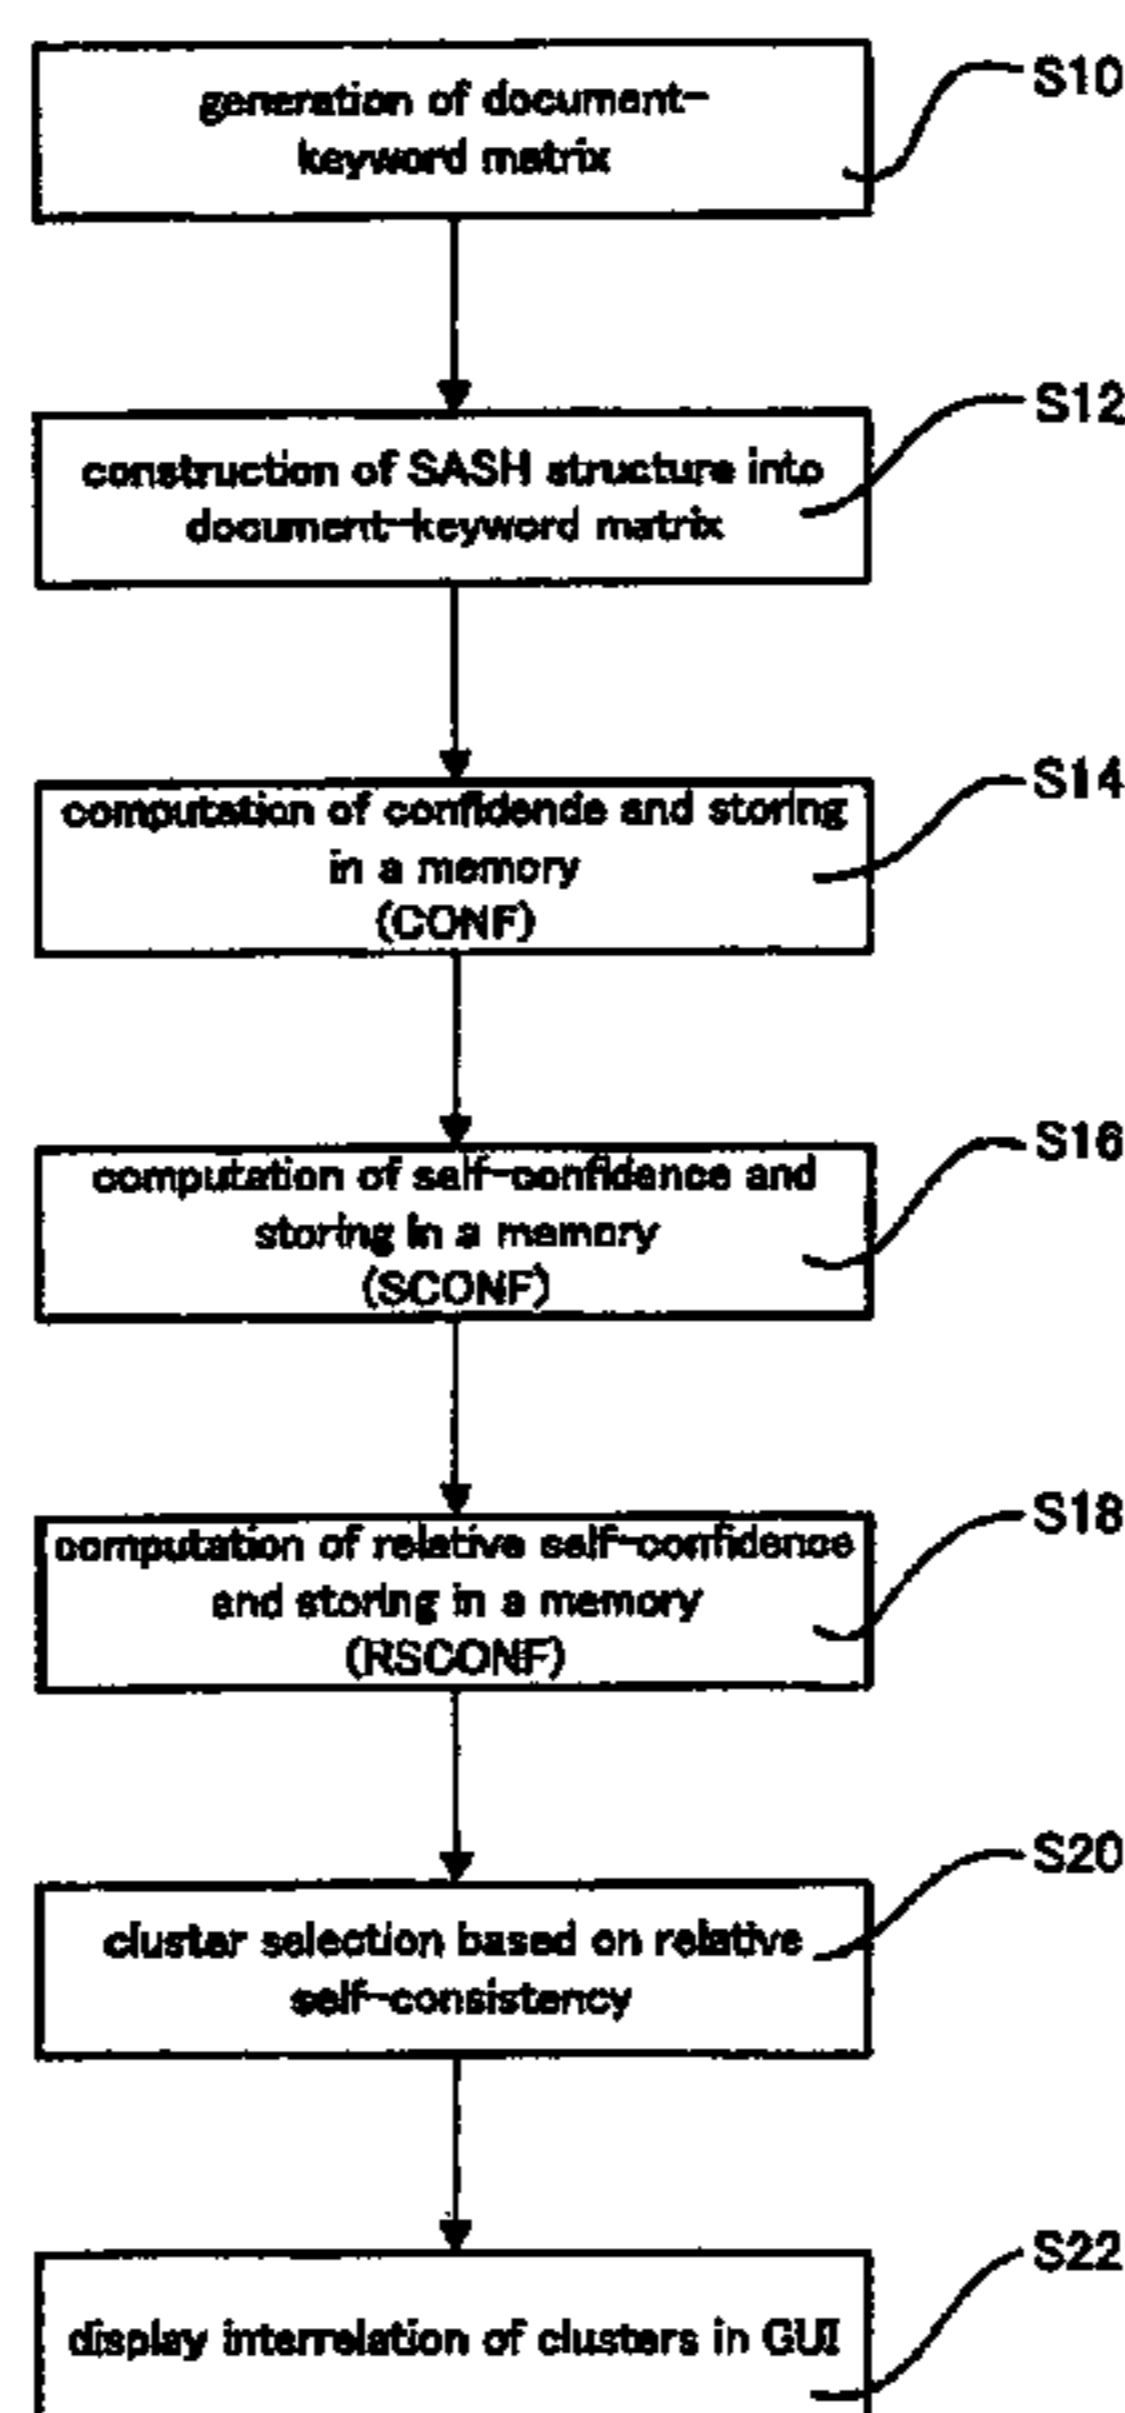 generation of document-
keyword matrix
S10
construction of SASH structure into
document-keyword matrix
S12
computation of confidende and storing
in a memory
(CONF)
S14
computation of self-confidence and
storing in a memory
(SCONF)
S16
computation of relative self-confidence
and storing in a memory
(RSCONF)
S18
cluster selection based on relative
self-consistency
S20
display interrelation of clusters in GUI
S22